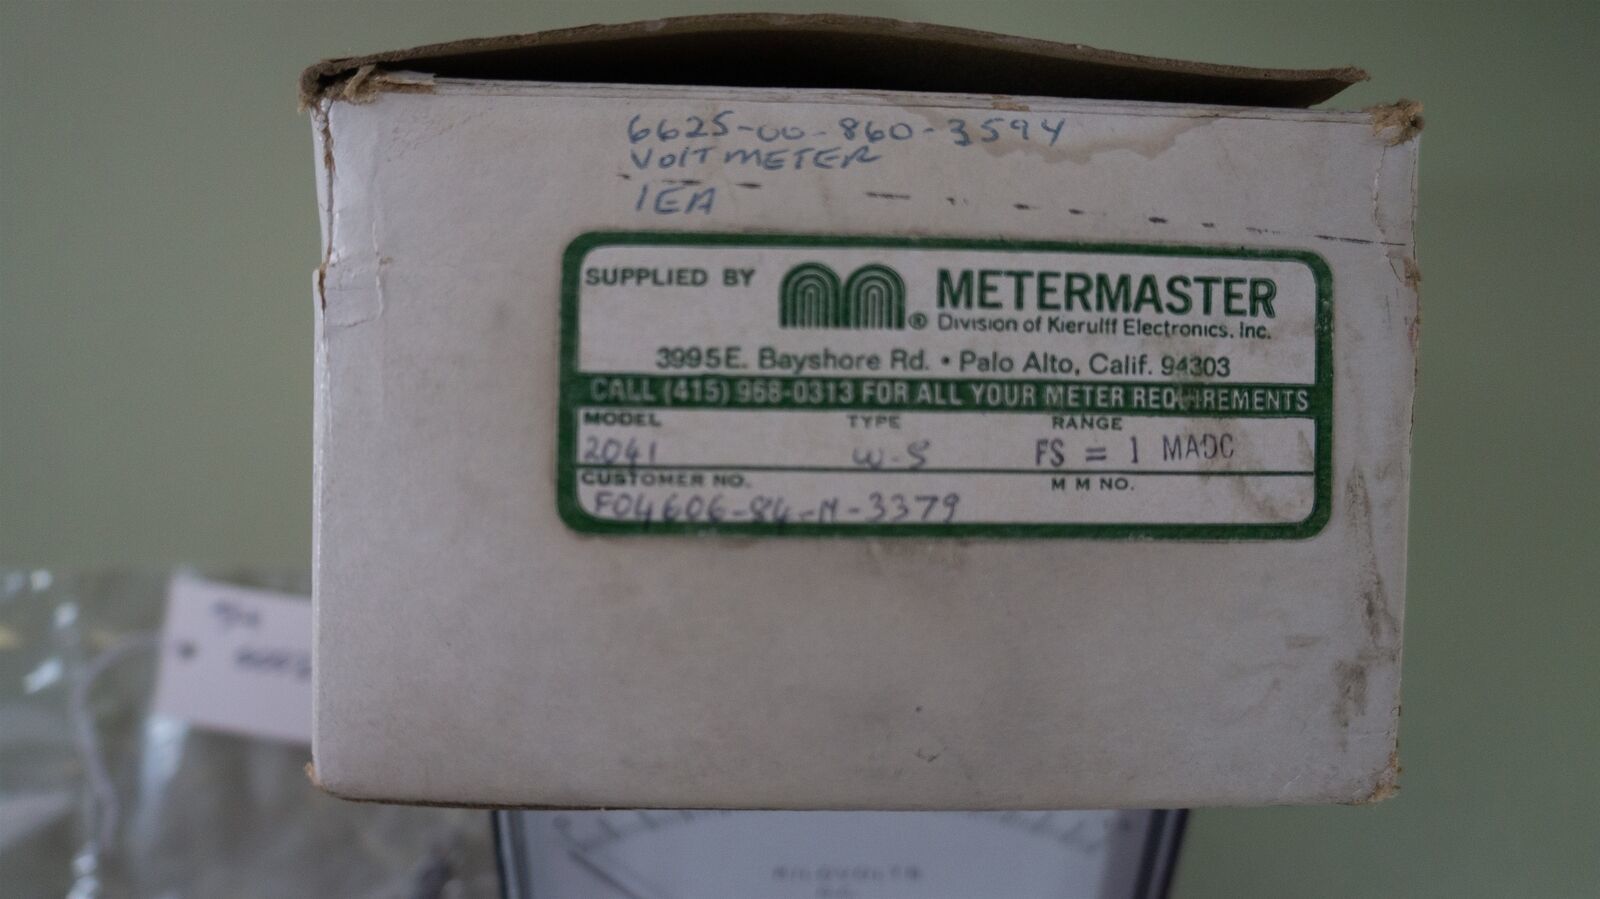 6625-00-860-3594
VOLTMETER
1EA
SUPPLIED BY
METERMASTER
® Division of Kierulff Electronics, Inc.
3995E. Bayshore Rd. • Palo Alto, Calif. 94303
CALL (415) 968-0313 FOR ALL YOUR METER REQUIREMENTS
MODEL TYPE RANGE
2041 W-S FS = 1 MADC
CUSTOMER NO. M M NO.
F04606-84-M-3379
KILOVOLTS